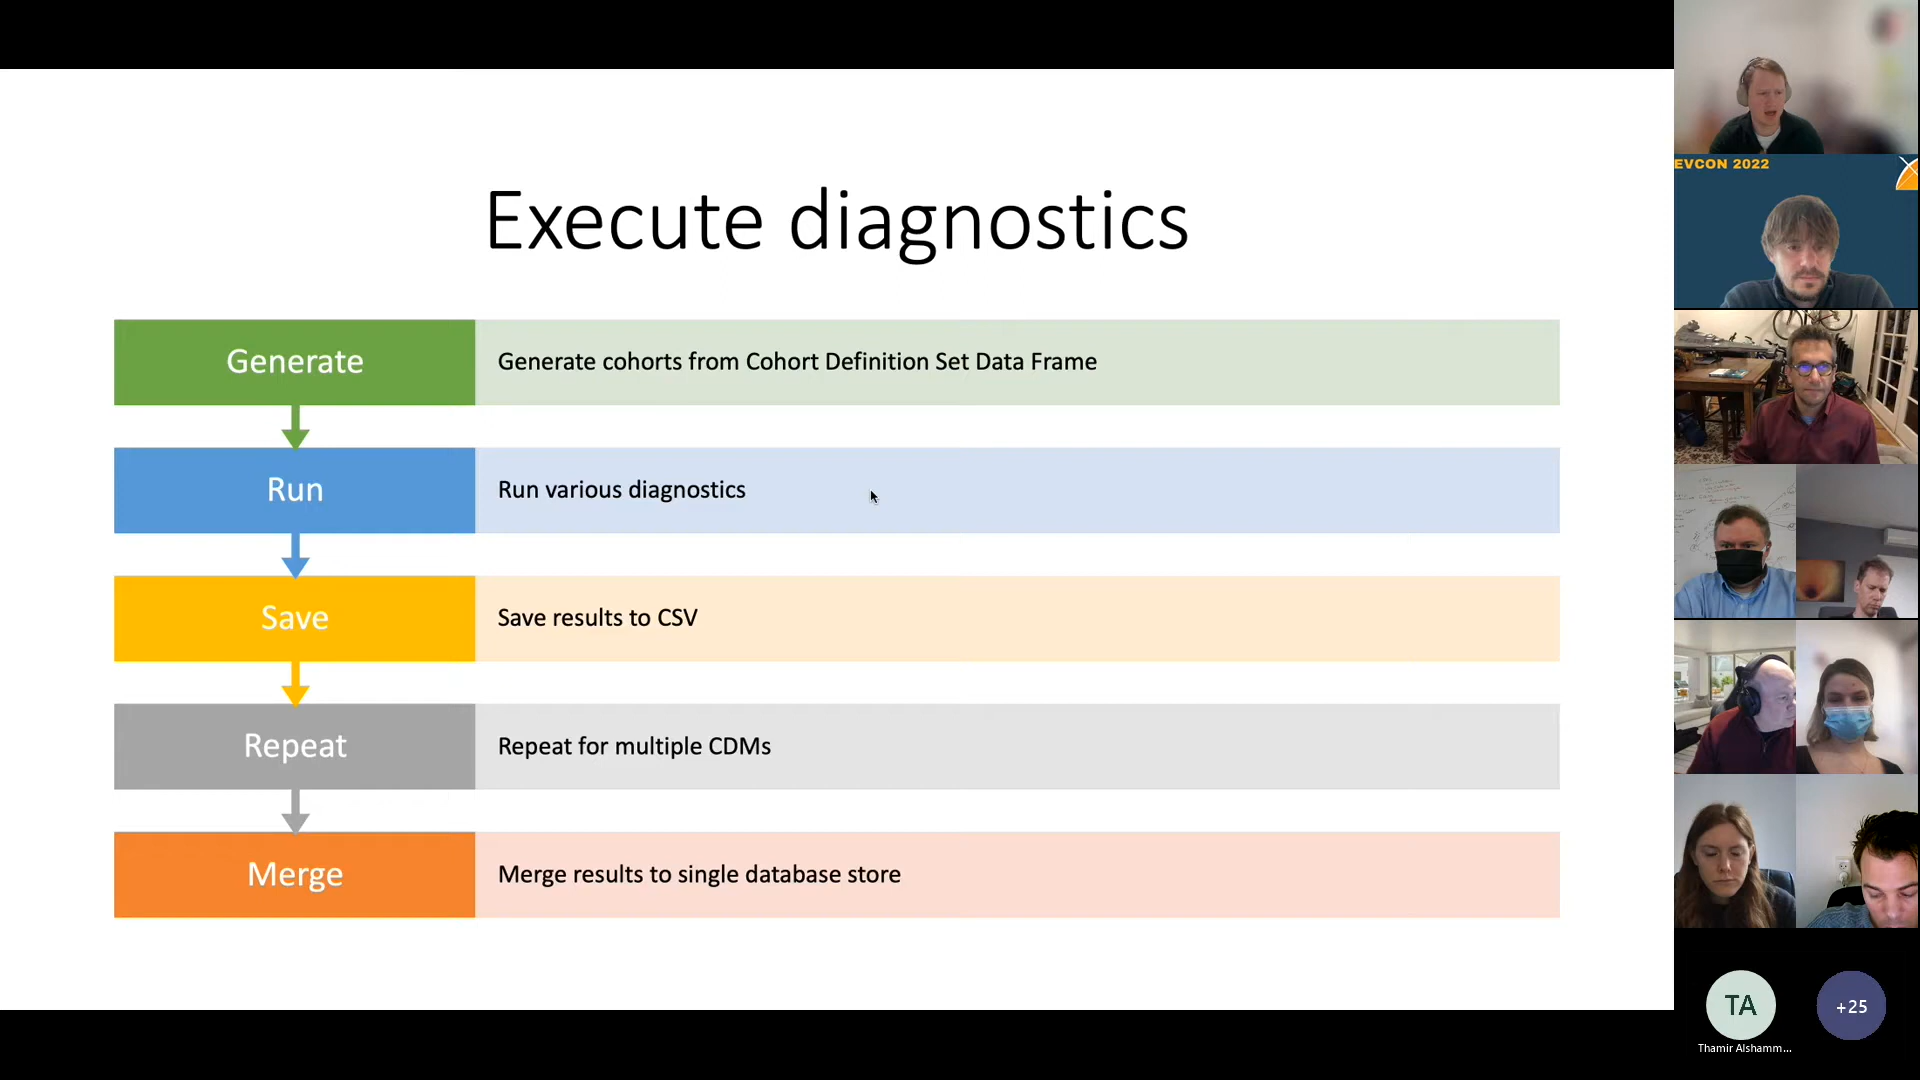 Execute diagnostics
Generate
Generate cohorts from Cohort Definition Set Data Frame
Run
Run various diagnostics
Save
Save results to CSV
Repeat
Repeat for multiple CDMs
Merge
Merge results to single database store
EVCON 2022
TA
Thamir Alshamm...
+25